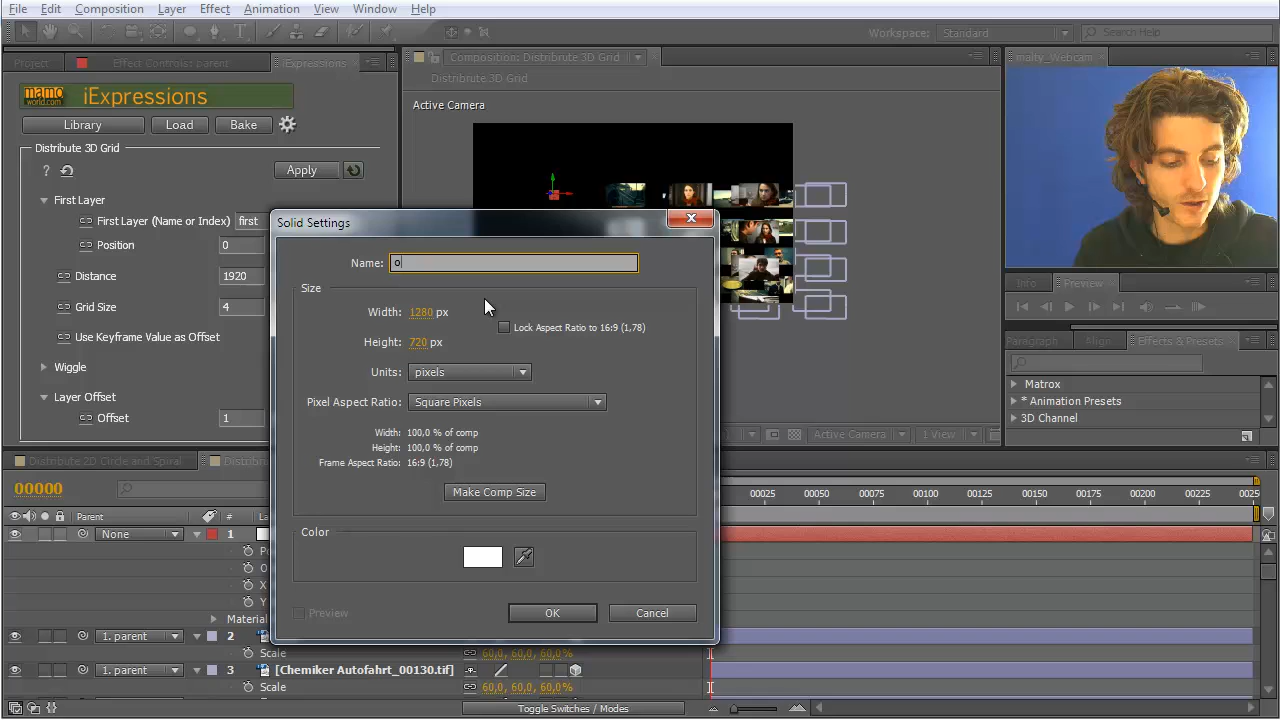 File Edit Composition Layer Effect Animation View Window Help
Workspace: Standard Search Help
Project Effect Controls: parent iExpressions
Composition: Distribute 3D Grid
malty_Webcam
Distribute 3D Grid
mamo world.com iExpressions
Active Camera
Library Load Bake
Distribute 3D Grid
? Apply
First Layer
First Layer (Name or Index) first
Position 0
Distance 1920
Grid Size 4
Use Keyframe Value as Offset
Wiggle
Layer Offset
Offset 1
Solid Settings
Name: o
Size
Width: 1280 px
Lock Aspect Ratio to 16:9 (1,78)
Height: 720 px
Units: pixels
Pixel Aspect Ratio: Square Pixels
Width: 100,0 % of comp
Height: 100,0 % of comp
Frame Aspect Ratio: 16:9 (1,78)
Make Comp Size
Color
Preview OK Cancel
Info Preview
Paragraph Align Effects & Presets
Matrox
* Animation Presets
3D Channel
Active Camera 1 View
Distribute 2D Circle and Spiral Distribu
00000
00025 00050 00075 00100 00125 00150 00175 00200 00225 0025
Parent # La
None 1
Po
O
X
Y
Material
1. parent 2
Scale 60,0, 60,0, 60,0%
1. parent 3 [Chemiker Autofahrt_00130.tif]
Scale 60,0, 60,0, 60,0%
Toggle Switches / Modes